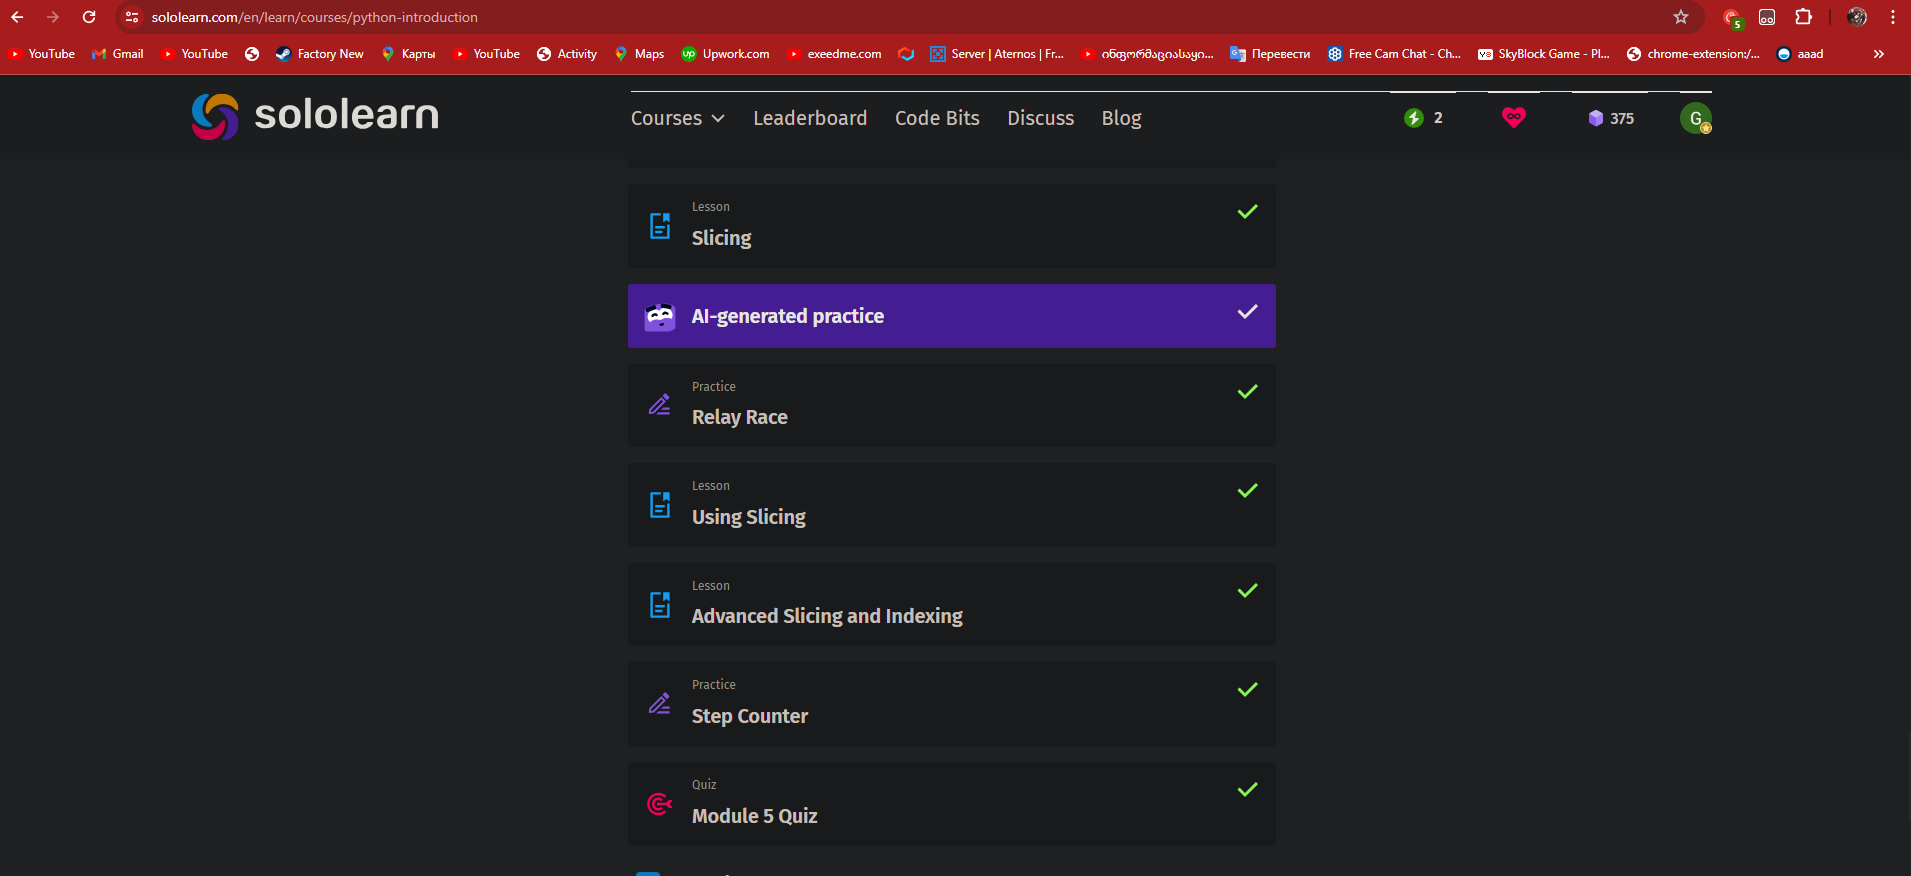 sololearn.com/en/learn/courses/python-introduction
5
YouTube Gmail YouTube Factory New Карты YouTube Activity Maps Upwork.com exeedme.com Server | Aternos | Fr... ინფორმაციასაყო... Перевести Free Cam Chat - Ch... SkyBlock Game - Pl... chrome-extension:/... aaad
sololearn Courses Leaderboard Code Bits Discuss Blog 2 375 G
Lesson
Slicing
AI-generated practice
Practice
Relay Race
Lesson
Using Slicing
Lesson
Advanced Slicing and Indexing
Practice
Step Counter
Quiz
Module 5 Quiz